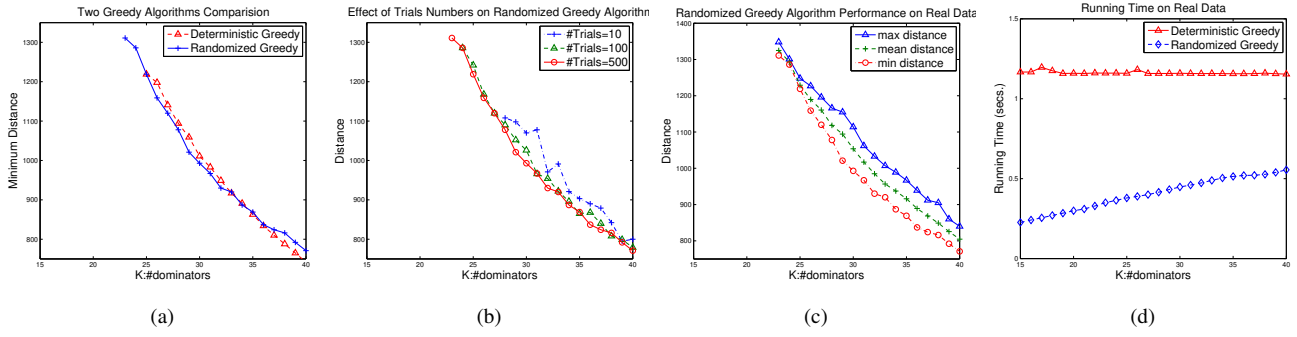 Two Greedy Algorithms Comparision
Deterministic Greedy
Randomized Greedy
Minimum Distance
1300
1200
1100
1000
900
800
15
20
25
30
35
40
K:#dominators
(a)
Effect of Trials Numbers on Randomized Greedy Algorithm
#Trials=10
#Trials=100
#Trials=500
Distance
1300
1200
1100
1000
900
800
15
20
25
30
35
40
K:#dominators
(b)
Randomized Greedy Algorithm Performance on Real Data
max distance
mean distance
min distance
Distance
1400
1300
1200
1100
1000
900
800
15
20
25
30
35
40
K:#dominators
(c)
Running Time on Real Data
Deterministic Greedy
Randomized Greedy
Running Time (secs.)
1.5
1
0.5
0
15
20
25
30
35
40
K:#dominators
(d)